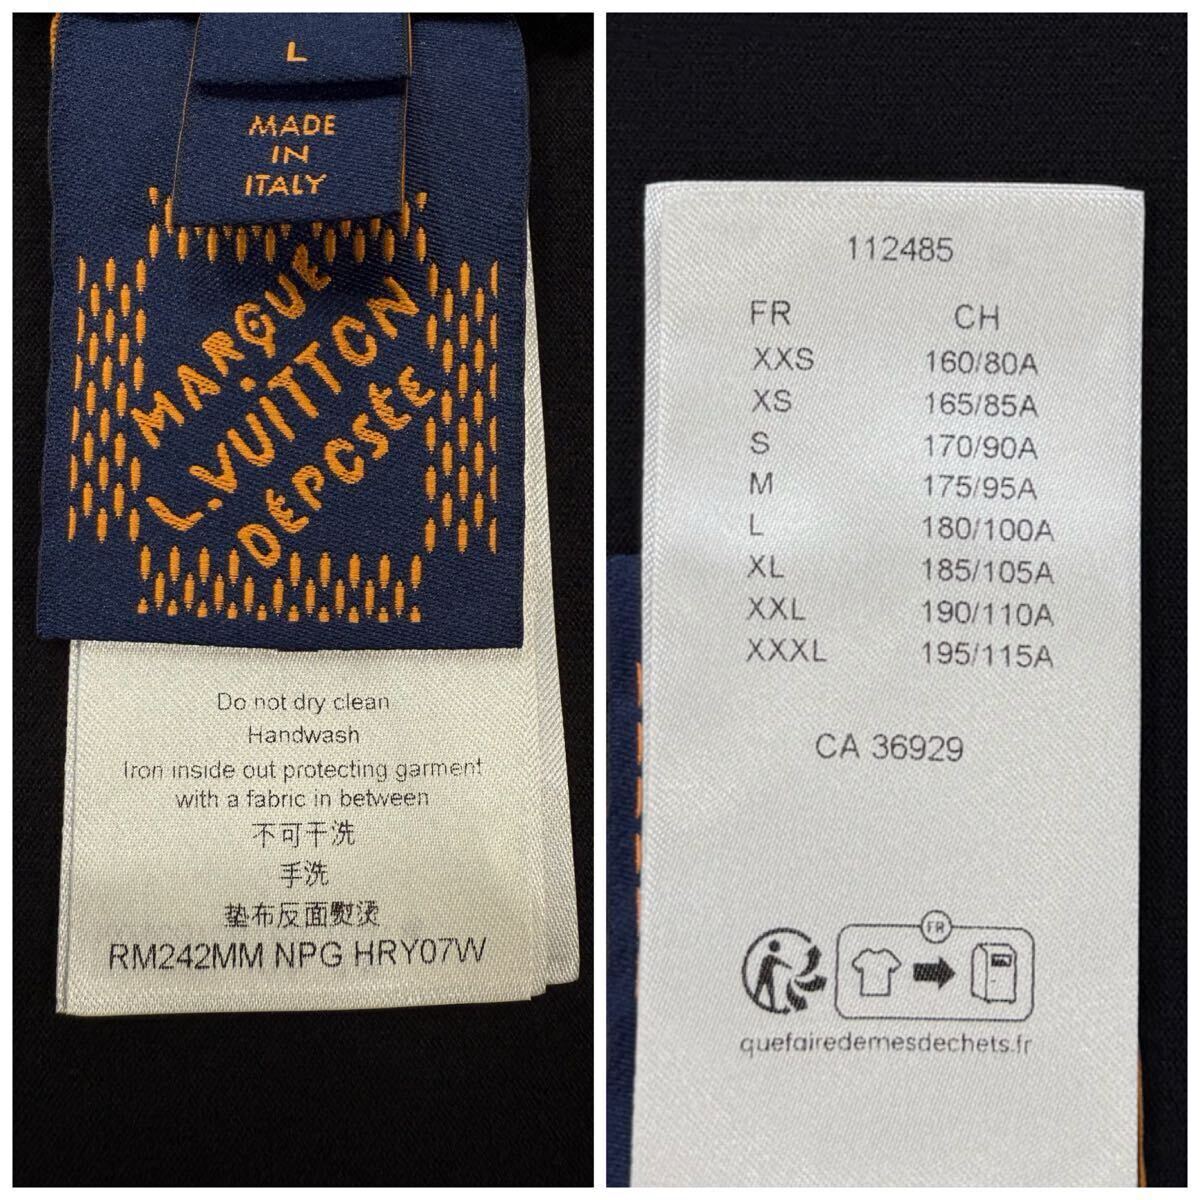 L
MADE
IN
ITALY
MARQUE
L.VUITTON
DÉPOSÉE
Do not dry clean
Handwash
Iron inside out protecting garment
with a fabric in between
不可干洗
手洗
垫布反面熨烫
RM242MM NPG HRY07W
112485
FR CH
XXS 160/80A
XS 165/85A
S 170/90A
M 175/95A
L 180/100A
XL 185/105A
XXL 190/110A
XXXL 195/115A
CA 36929
FR
quefairedemesdechets.fr